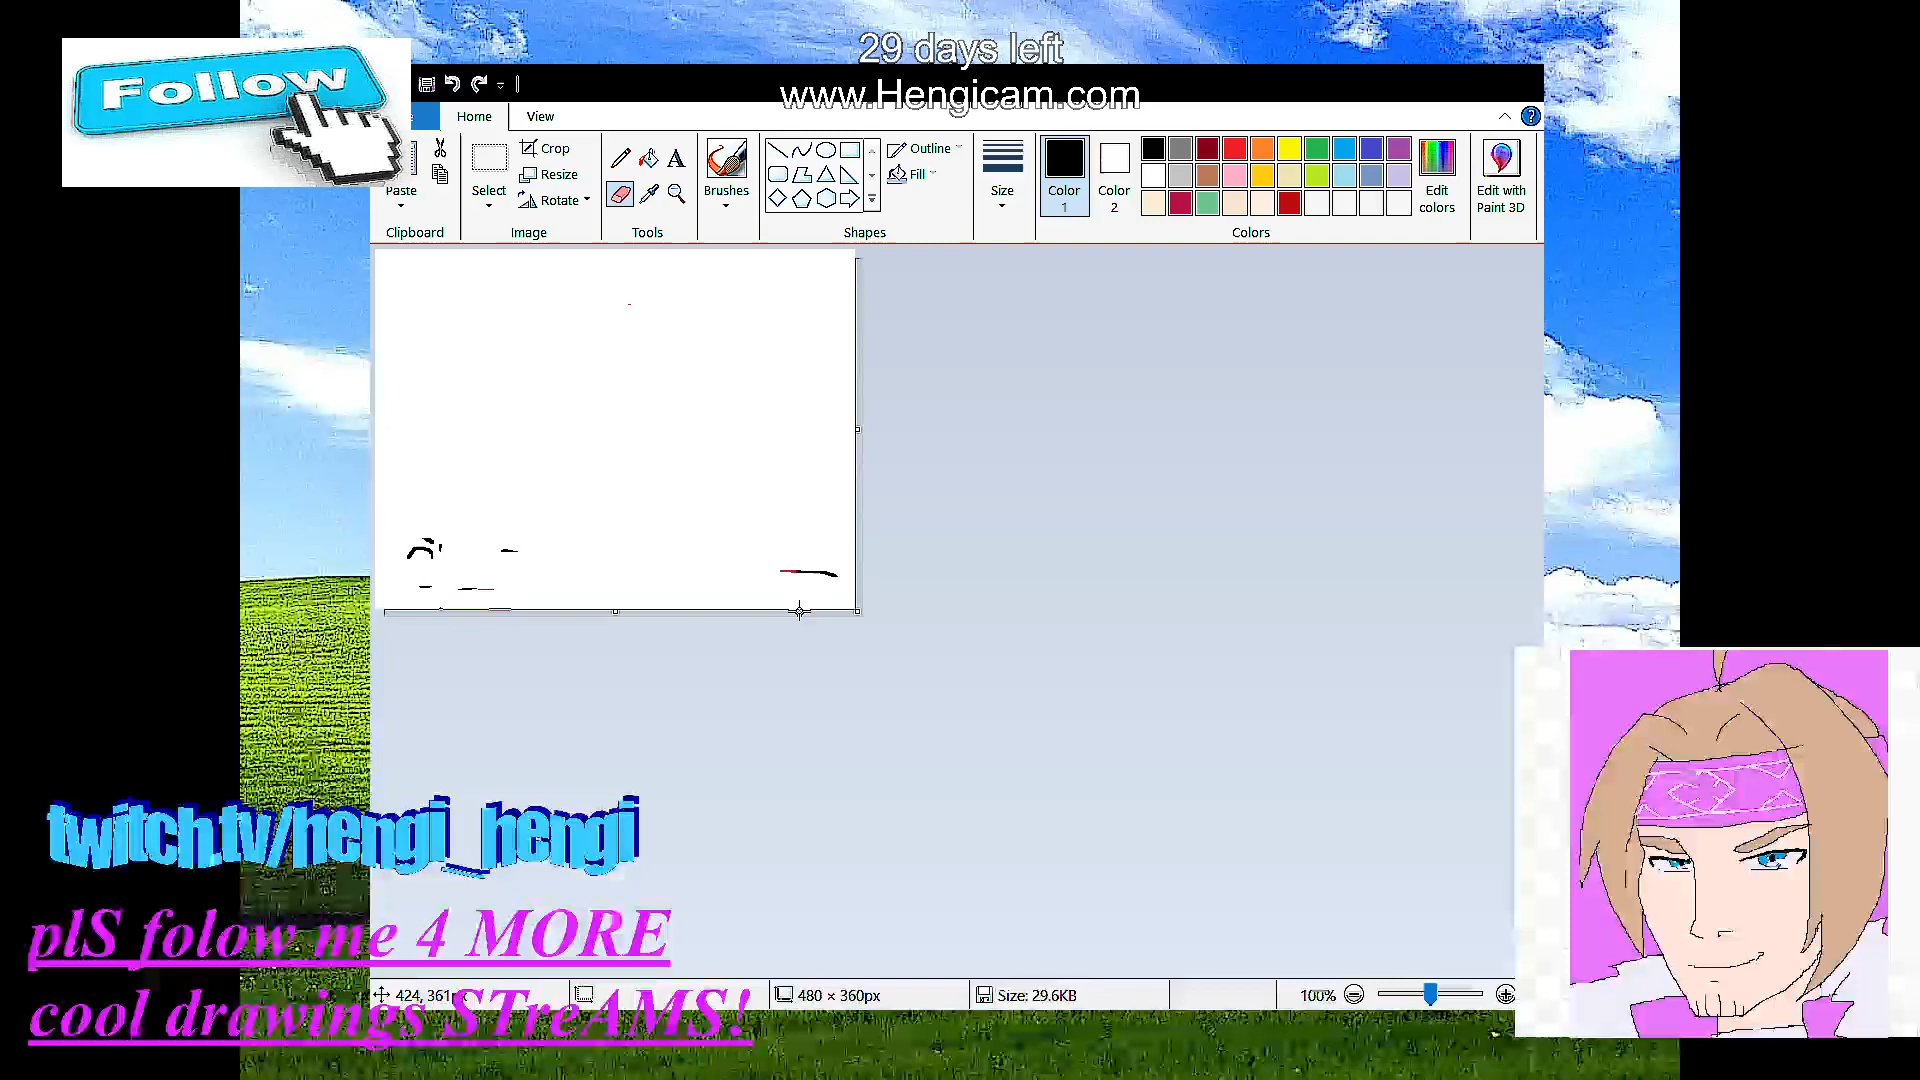 29 days left
www.Hengicam.com
Follow
Home
View
Paste
Clipboard
Select
Crop
Resize
Rotate
Image
A
Tools
Brushes
Outline
Fill
Shapes
Size
Color 1
Color 2
Edit colors
Colors
Edit with Paint 3D
twitch.tv/hengi_hengi
plS folow me 4 MORE
cool drawings STreAMS!
424, 361p
480 × 360px
Size: 29.6KB
100%